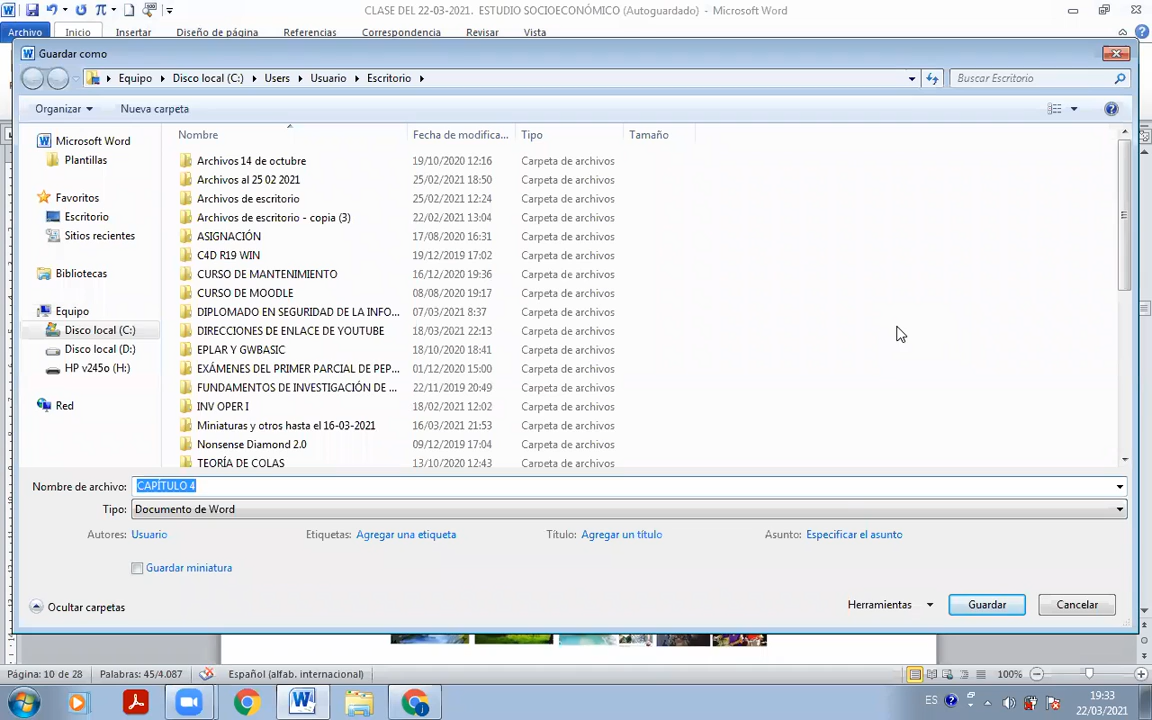 CLASE DEL 22-03-2021. ESTUDIO SOCIOECONÓMICO (Autoguardado) - Microsoft Word
Archivo Inicio Insertar Diseño de página Referencias Correspondencia Revisar Vista
Guardar como
Equipo Disco local (C:) Users Usuario Escritorio
Buscar Escritorio
Organizar Nueva carpeta
Microsoft Word
Plantillas
Favoritos
Escritorio
Sitios recientes
Bibliotecas
Equipo
Disco local (C:)
Disco local (D:)
HP v245o (H:)
Red
Nombre Fecha de modifica... Tipo Tamaño
Archivos 14 de octubre 19/10/2020 12:16 Carpeta de archivos
Archivos al 25 02 2021 25/02/2021 18:50 Carpeta de archivos
Archivos de escritorio 25/02/2021 12:24 Carpeta de archivos
Archivos de escritorio - copia (3) 22/02/2021 13:04 Carpeta de archivos
ASIGNACIÓN 17/08/2020 16:31 Carpeta de archivos
C4D R19 WIN 19/12/2019 17:02 Carpeta de archivos
CURSO DE MANTENIMIENTO 16/12/2020 19:36 Carpeta de archivos
CURSO DE MOODLE 08/08/2020 19:17 Carpeta de archivos
DIPLOMADO EN SEGURIDAD DE LA INFO... 07/03/2021 8:37 Carpeta de archivos
DIRECCIONES DE ENLACE DE YOUTUBE 18/03/2021 22:13 Carpeta de archivos
EPLAR Y GWBASIC 18/10/2020 18:41 Carpeta de archivos
EXÁMENES DEL PRIMER PARCIAL DE PEP... 01/12/2020 15:00 Carpeta de archivos
FUNDAMENTOS DE INVESTIGACIÓN DE ... 22/11/2019 20:49 Carpeta de archivos
INV OPER I 18/02/2021 12:02 Carpeta de archivos
Miniaturas y otros hasta el 16-03-2021 16/03/2021 21:53 Carpeta de archivos
Nonsense Diamond 2.0 09/12/2019 17:04 Carpeta de archivos
TEORÍA DE COLAS 13/10/2020 12:43 Carpeta de archivos
Nombre de archivo: CAPÍTULO 4
Tipo: Documento de Word
Autores: Usuario Etiquetas: Agregar una etiqueta Título: Agregar un título Asunto: Especificar el asunto
Guardar miniatura
Ocultar carpetas Herramientas Guardar Cancelar
Página: 10 de 28 Palabras: 45/4.087 Español (alfab. internacional) 100%
ES 19:33
22/03/2021